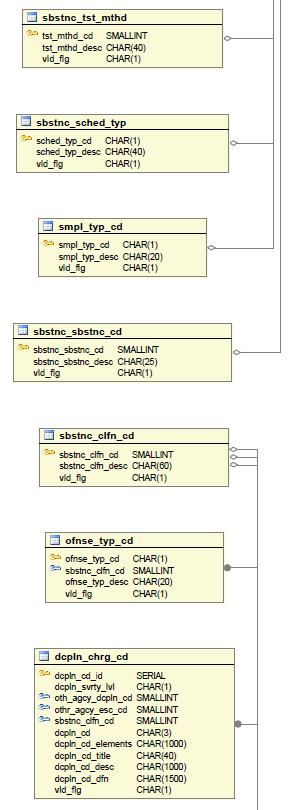 sbstnc_tst_mthd
tst_mthd_cd SMALLINT
tst_mthd_desc CHAR(40)
vld_flg CHAR(1)
sbstnc_sched_typ
sched_typ_cd CHAR(1)
sched_typ_desc CHAR(40)
vld_flg CHAR(1)
smpl_typ_cd
smpl_typ_cd CHAR(1)
smpl_typ_desc CHAR(20)
vld_flg CHAR(1)
sbstnc_sbstnc_cd
sbstnc_sbstnc_cd SMALLINT
sbstnc_sbstnc_desc CHAR(25)
vld_flg CHAR(1)
sbstnc_clfn_cd
sbstnc_clfn_cd SMALLINT
sbstnc_clfn_desc CHAR(60)
vld_flg CHAR(1)
ofnse_typ_cd
ofnse_typ_cd CHAR(1)
sbstnc_clfn_cd SMALLINT
ofnse_typ_desc CHAR(20)
vld_flg CHAR(1)
dcpln_chrg_cd
dcpln_cd_id SERIAL
dcpln_svrty_lvl CHAR(1)
oth_agcy_dcpln_cd SMALLINT
othr_agcy_esc_cd SMALLINT
sbstnc_clfn_cd SMALLINT
dcpln_cd CHAR(3)
dcpln_cd_elements CHAR(1000)
dcpln_cd_title CHAR(40)
dcpln_cd_desc CHAR(1000)
dcpln_cd_dfn CHAR(1500)
vld_flg CHAR(1)